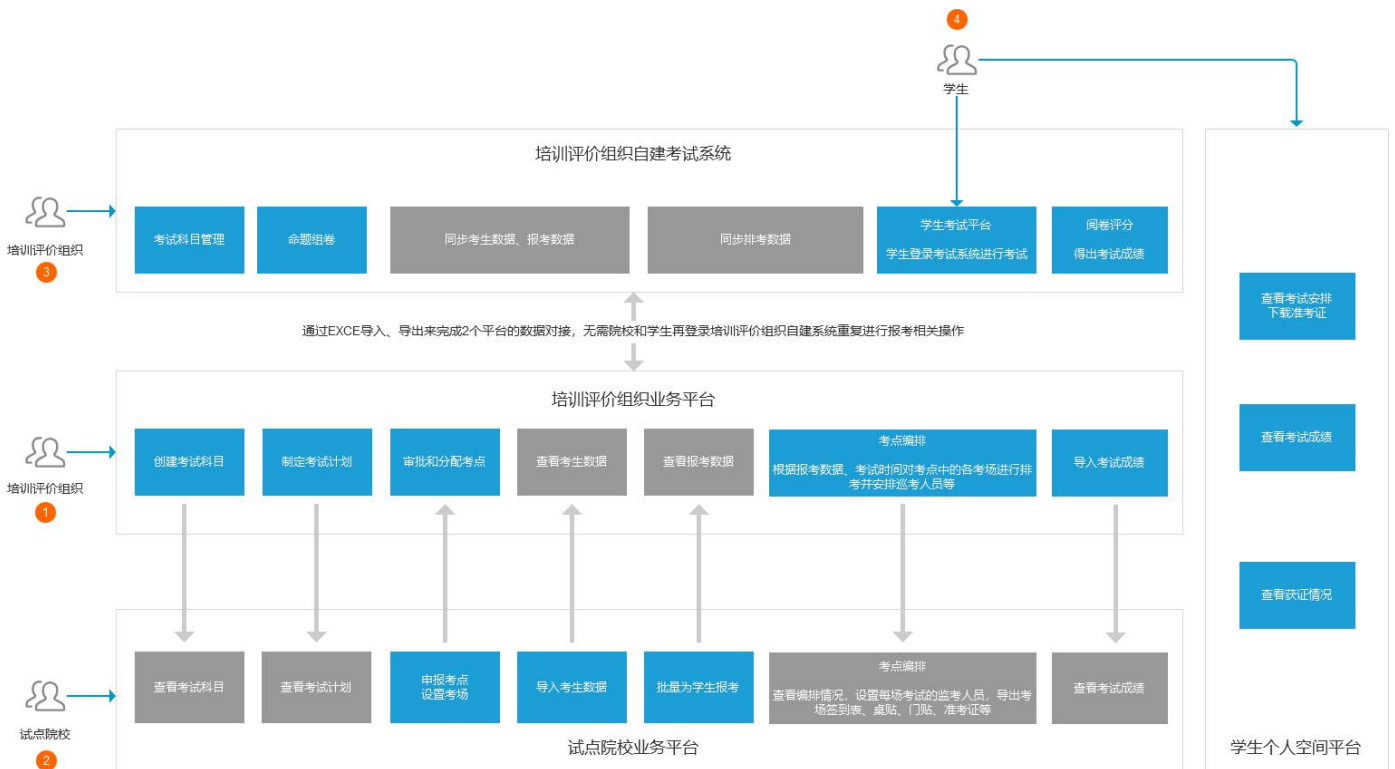 4
学生
培训评价组织自建考试系统
培训评价组织
3
考试科目管理
命题组卷
同步考生数据、报考数据
同步排考数据
学生考试平台
学生登录考试系统进行考试
阅卷评分
得出考试成绩
通过EXCE导入、导出来完成2个平台的数据对接，无需院校和学生再登录培训评价组织自建系统重复进行报考相关操作
培训评价组织业务平台
培训评价组织
1
创建考试科目
制定考试计划
审批和分配考点
查看考生数据
查看报考数据
考点编排
根据报考数据、考试时间对考点中的各考场进行排
考并安排巡考人员等
导入考试成绩
试点院校
2
查看考试科目
查看考试计划
申报考点
设置考场
导入考生数据
批量为学生报考
考点编排
查看编排情况，设置每场考试的监考人员，导出考
场签到表、桌贴、门贴、准考证等
查看考试成绩
试点院校业务平台
查看考试安排
下载准考证
查看考试成绩
查看获证情况
学生个人空间平台